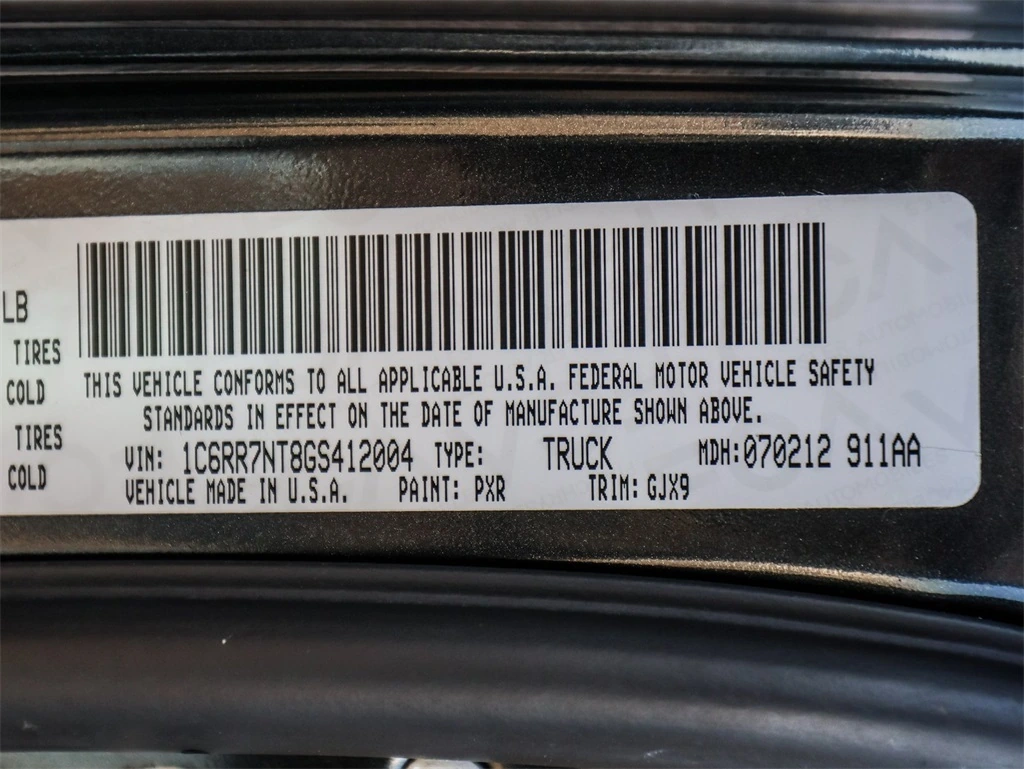 LB
TIRES
COLD
TIRES
COLD
THIS VEHICLE CONFORMS TO ALL APPLICABLE U.S.A. FEDERAL MOTOR VEHICLE SAFETY
STANDARDS IN EFFECT ON THE DATE OF MANUFACTURE SHOWN ABOVE.
VIN: 1C6RR7NT8GS412004 TYPE: TRUCK MDH:070212 911AA
VEHICLE MADE IN U.S.A. PAINT: PXR TRIM: GJX9